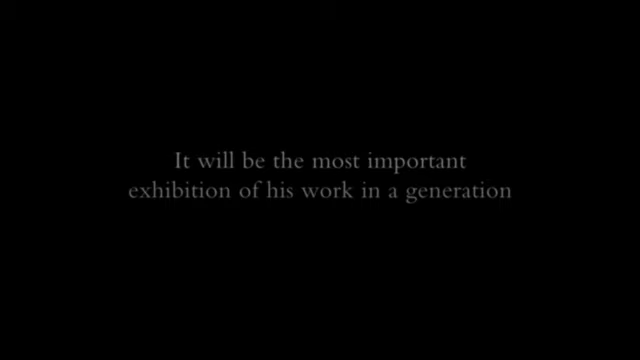 It will be the most important
exhibition of his work in a generation